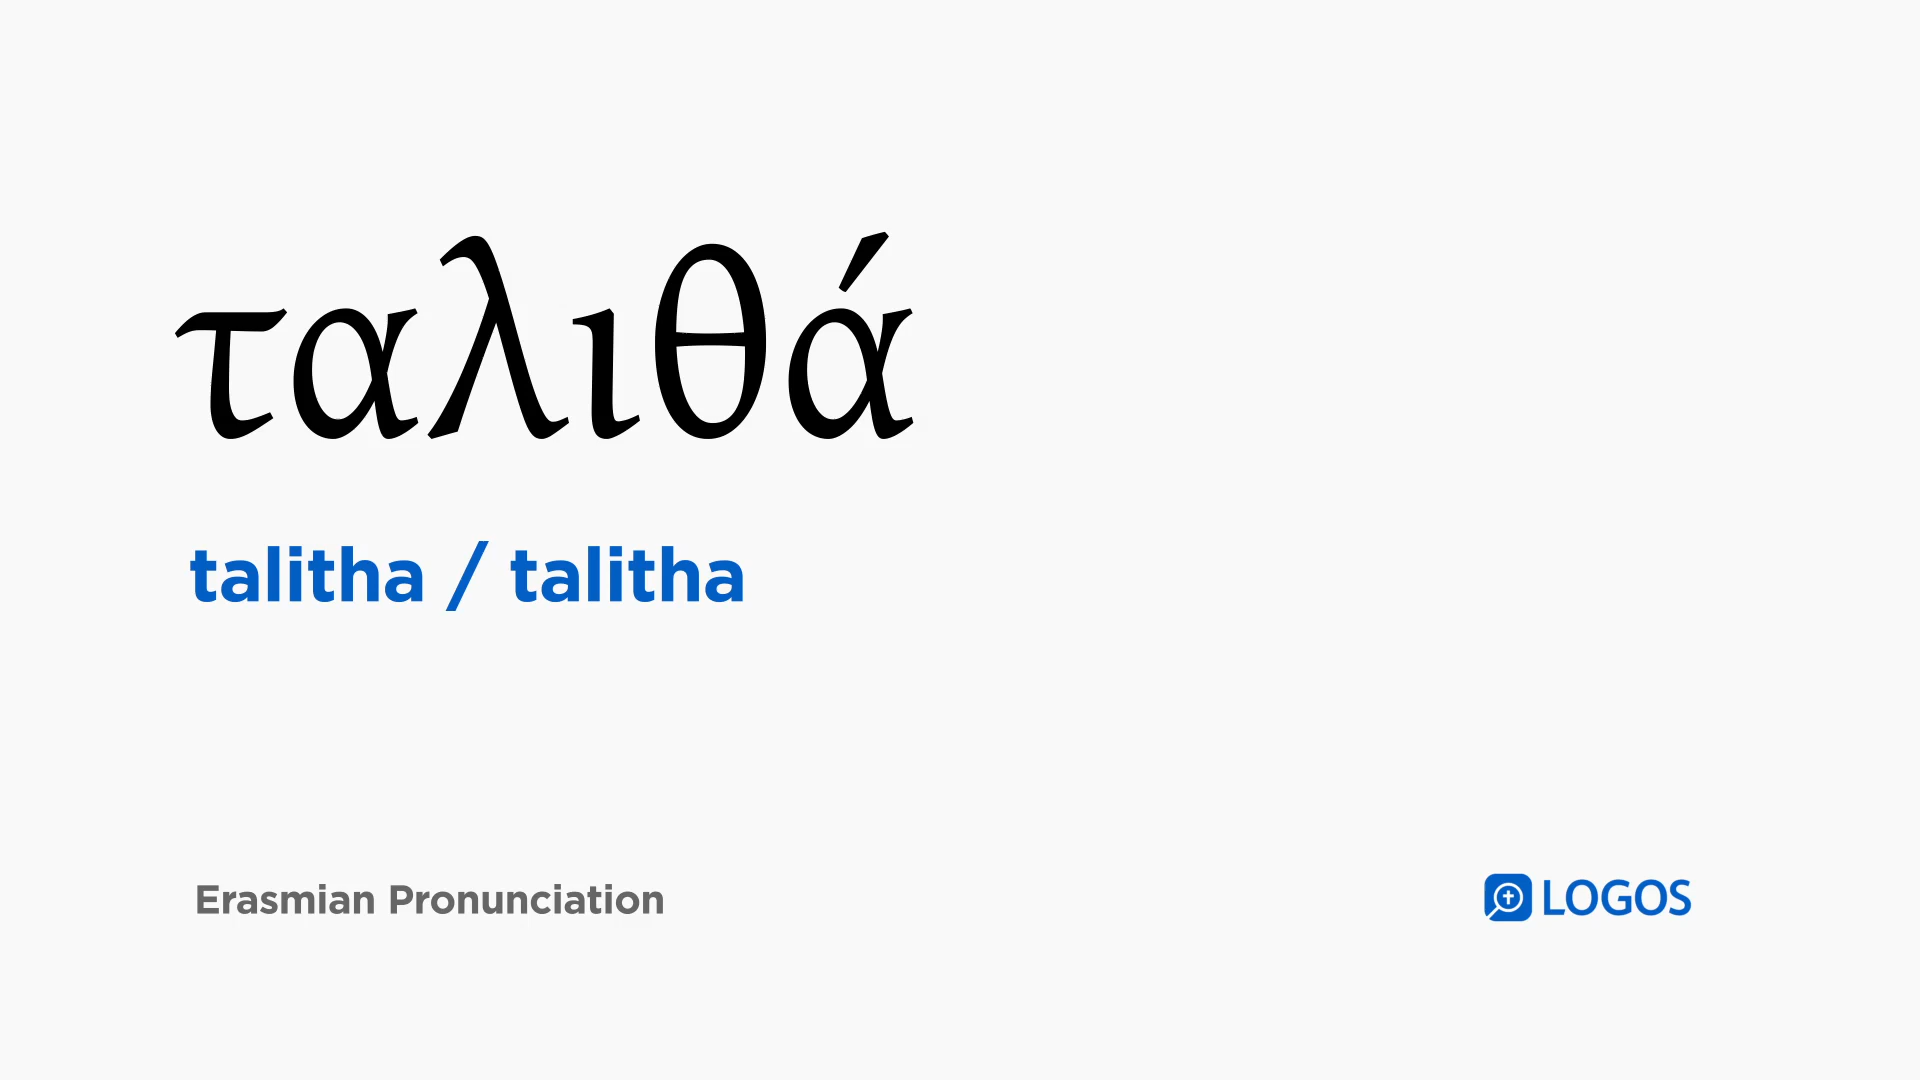 ταλιθά
talitha / talitha
Erasmian Pronunciation
LOGOS